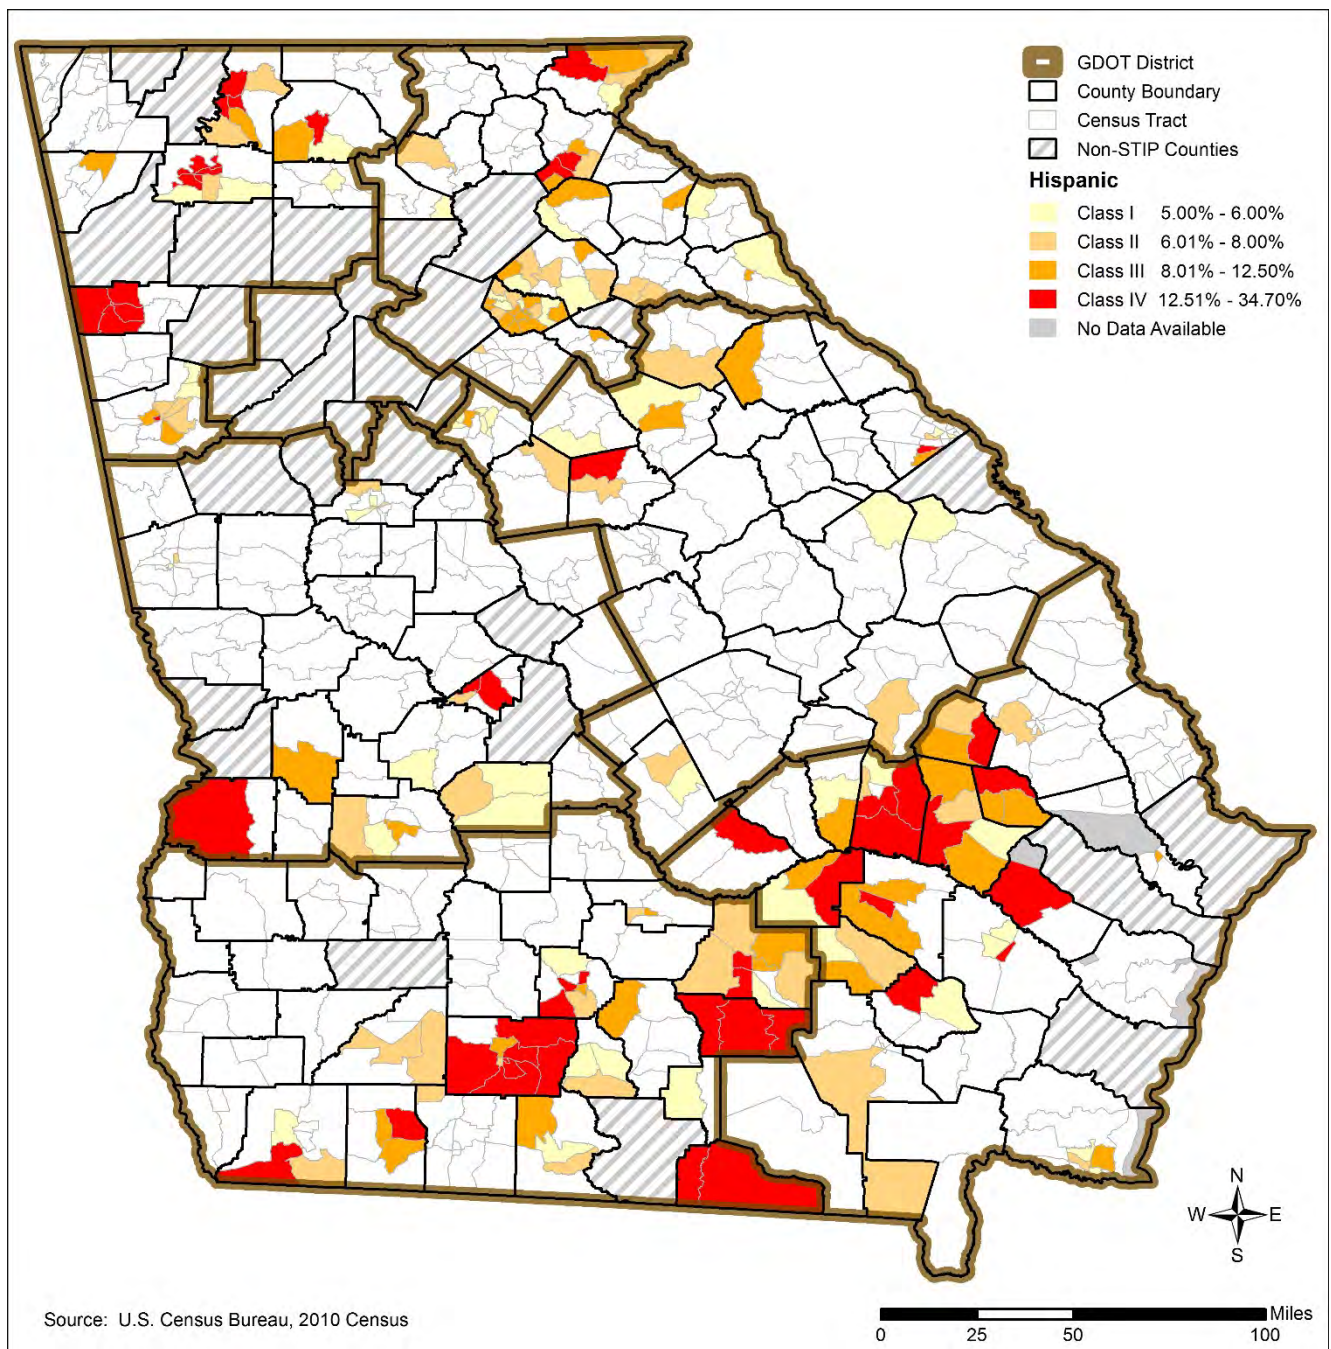 GDOT District
County Boundary
Census Tract
Non-STIP Counties
Hispanic
Class I 5.00% - 6.00%
Class II 6.01% - 8.00%
Class III 8.01% - 12.50%
Class IV 12.51% - 34.70%
No Data Available
N
W E
S
Source: U.S. Census Bureau, 2010 Census
Miles
0 25 50 100